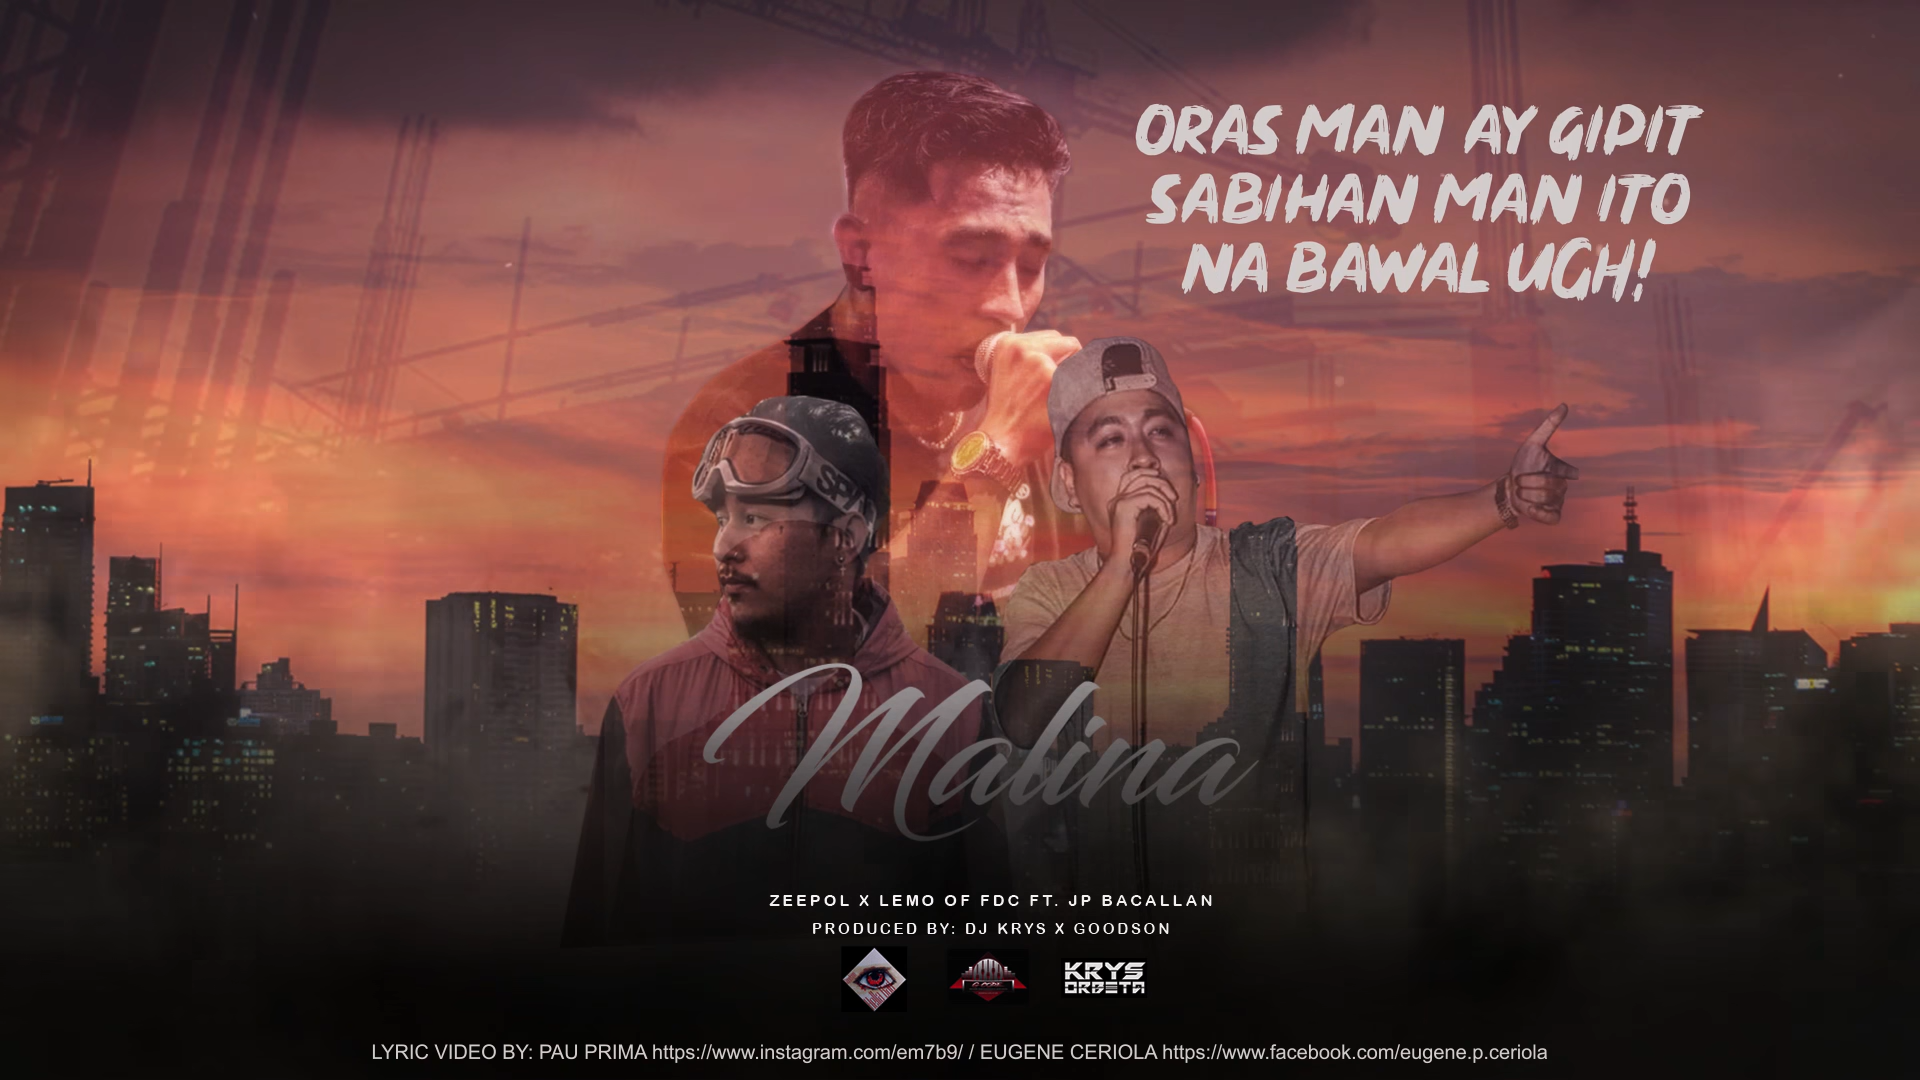 ORAS MAN AY GIPIT
SABIHAN MAN ITO
NA BAWAL UGH!
SPY
Malina
ZEEPOL X LEMO OF FDC FT. JP BACALLAN
PRODUCED BY: DJ KRYS X GOODSON
KRYS
ORBETA
LYRIC VIDEO BY: PAU PRIMA https://www.instagram.com/em7b9/ / EUGENE CERIOLA https://www.facebook.com/eugene.p.ceriola